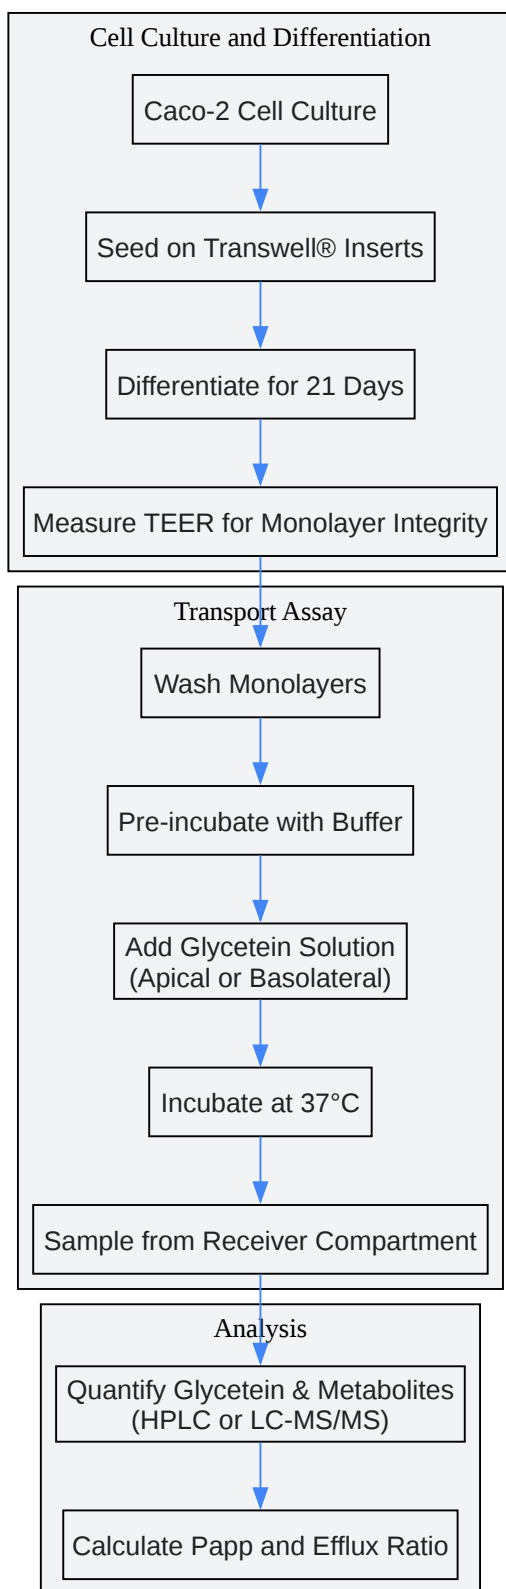 Cell Culture and Differentiation
Caco-2 Cell Culture
Seed on Transwell® Inserts
Differentiate for 21 Days
Measure TEER for Monolayer Integrity
Transport Assay
Wash Monolayers
Pre-incubate with Buffer
Add Glycetein Solution
(Apical or Basolateral)
Incubate at 37°C
Sample from Receiver Compartment
Analysis
Quantify Glycetein & Metabolites
(HPLC or LC-MS/MS)
Calculate Papp and Efflux Ratio